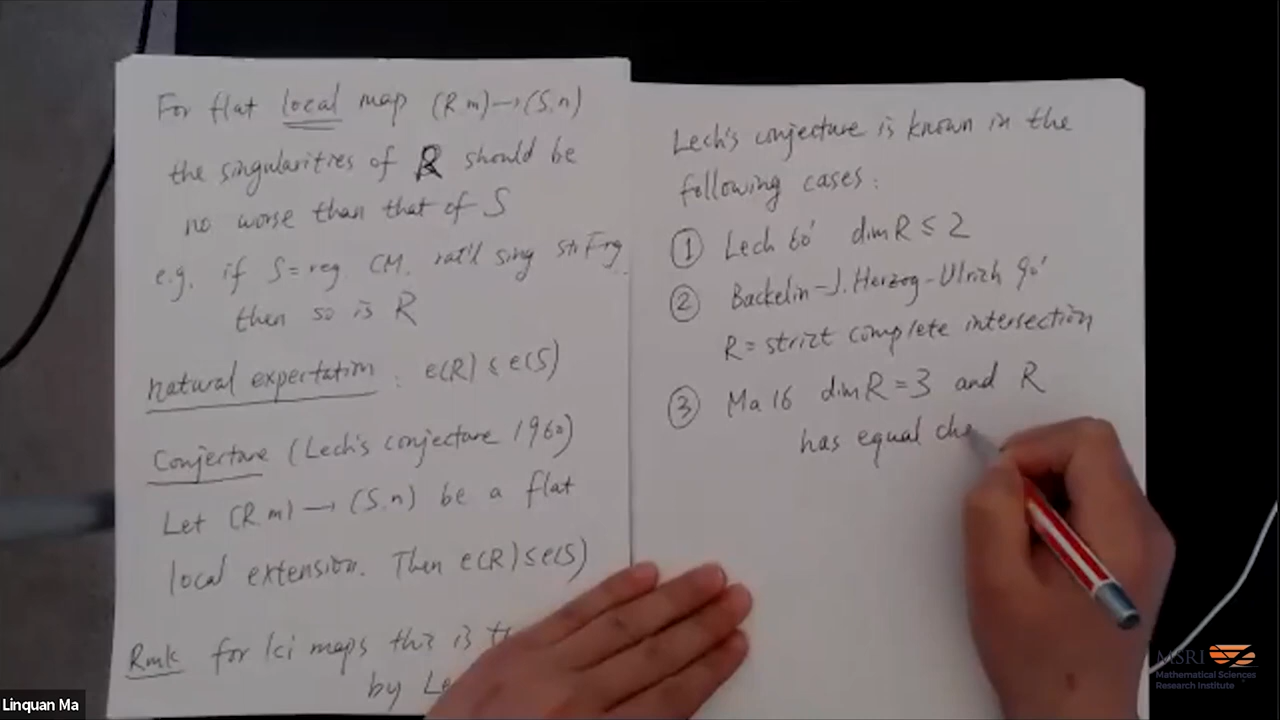 For flat local map (R.m)→(S.n)
the singularities of R should be
no worse than that of S
e.g. if S=reg. CM. rat'l sing str F-rg.
then so is R
natural expectation : e(R) ≤ e(S)
Conjecture (Lech's conjecture 1960)
Let (R.m) → (S.n) be a flat
local extension. Then e(R) ≤ e(S)
Rmk for lci maps this is
by Le
Lech's conjecture is known in the
following cases:
① Lech 60' dim R ≤ 2
② Backelin-J.Herzog-Ulrich 90'
R = strict complete intersection
③ Ma 16 dim R = 3 and R
has equal cha
Linquan Ma
MSRI
Mathematical Sciences
Research Institute